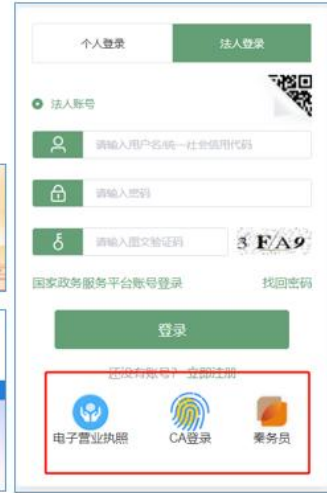 个人登录
法人登录
法人账号
请输入用户名/统一社会信用代码
请输入密码
请输入图文验证码
3 FA9
国家政务服务平台账号登录
找回密码
登录
还没有账号？ 立即注册
电子营业执照
CA登录
秦务员